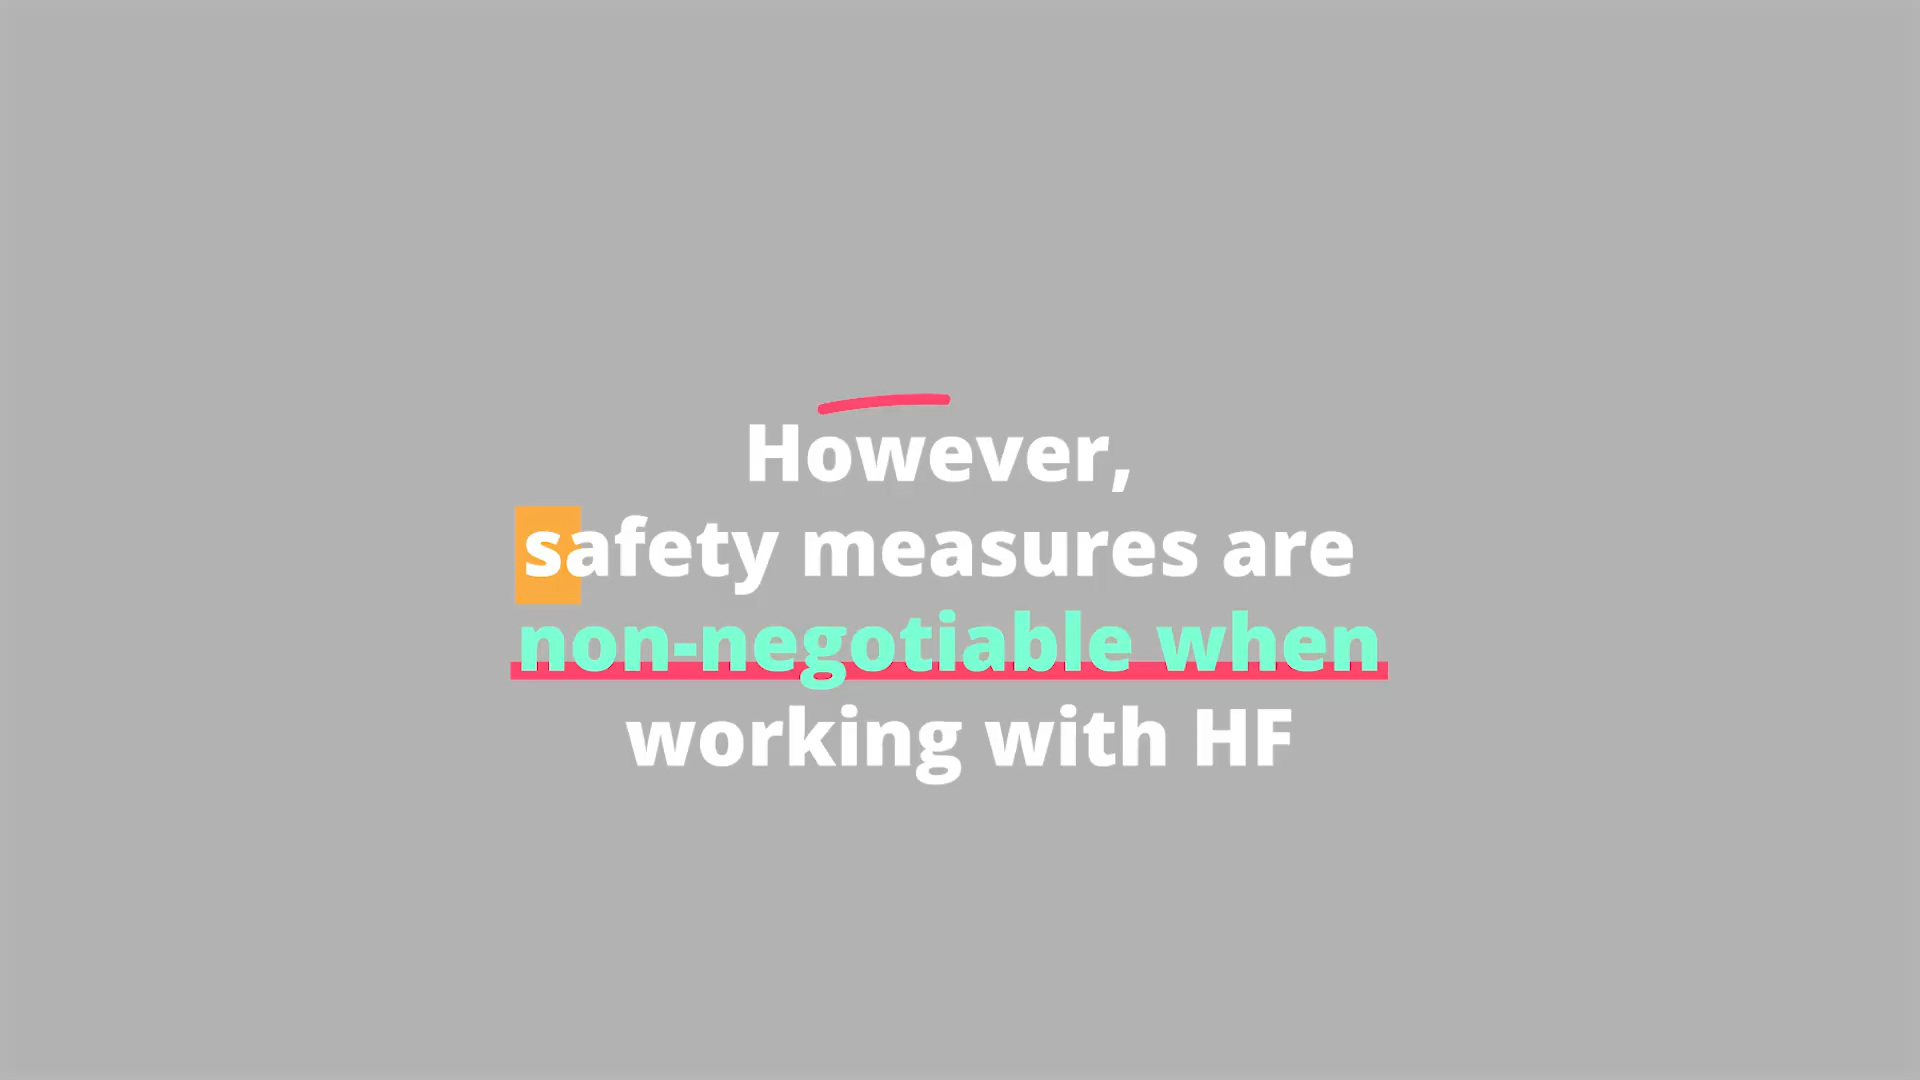 However,
safety measures are
non-negotiable when
working with HF